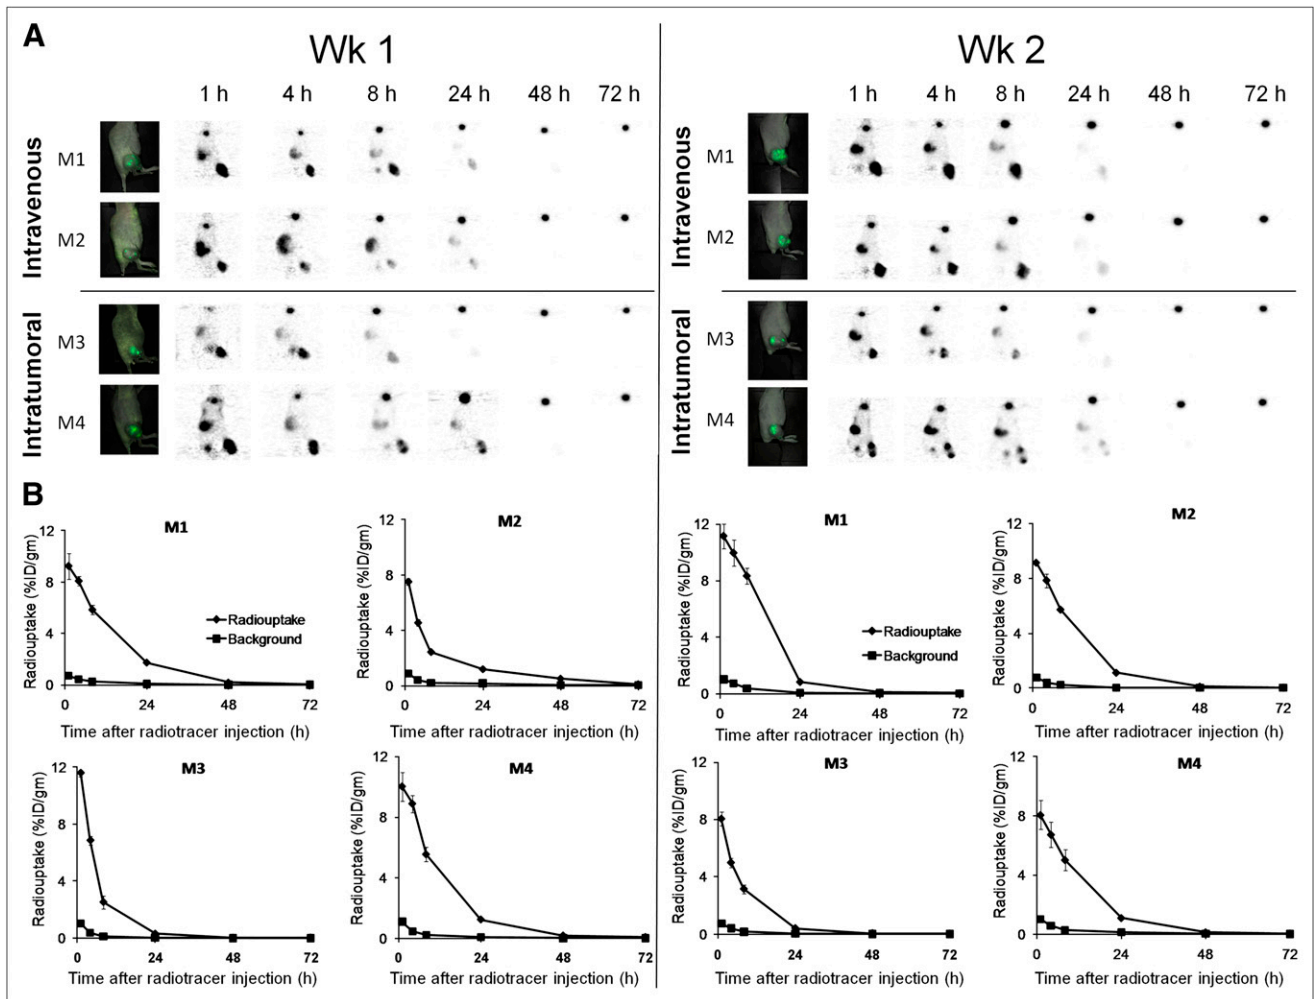 A
Wk 1
Wk 2
1 h 4 h 8 h 24 h 48 h 72 h
1 h 4 h 8 h 24 h 48 h 72 h
Intravenous
M1
M2
Intratumoral
M3
M4
Intravenous
M1
M2
Intratumoral
M3
M4
B
M1
Radiouptake (%ID/gm)
12
8
4
0
Radiouptake
Background
0 24 48 72
Time after radiotracer injection (h)
M2
Radiouptake (%ID/gm)
12
8
4
0
0 24 48 72
Time after radiotracer injection (h)
M1
Radiouptake (%ID/gm)
12
8
4
0
Radiouptake
Background
0 24 48 72
Time after radiotracer injection (h)
M2
Radiouptake (%ID/gm)
12
8
4
0
0 24 48 72
Time after radiotracer injection (h)
M3
Radiouptake (%ID/gm)
12
8
4
0
0 24 48 72
Time after radiotracer injection (h)
M4
Radiouptake (%ID/gm)
12
8
4
0
0 24 48 72
Time after radiotracer injection (h)
M3
Radiouptake (%ID/gm)
12
8
4
0
0 24 48 72
Time after radiotracer injection (h)
M4
Radiouptake (%ID/gm)
12
8
4
0
0 24 48 72
Time after radiotracer injection (h)